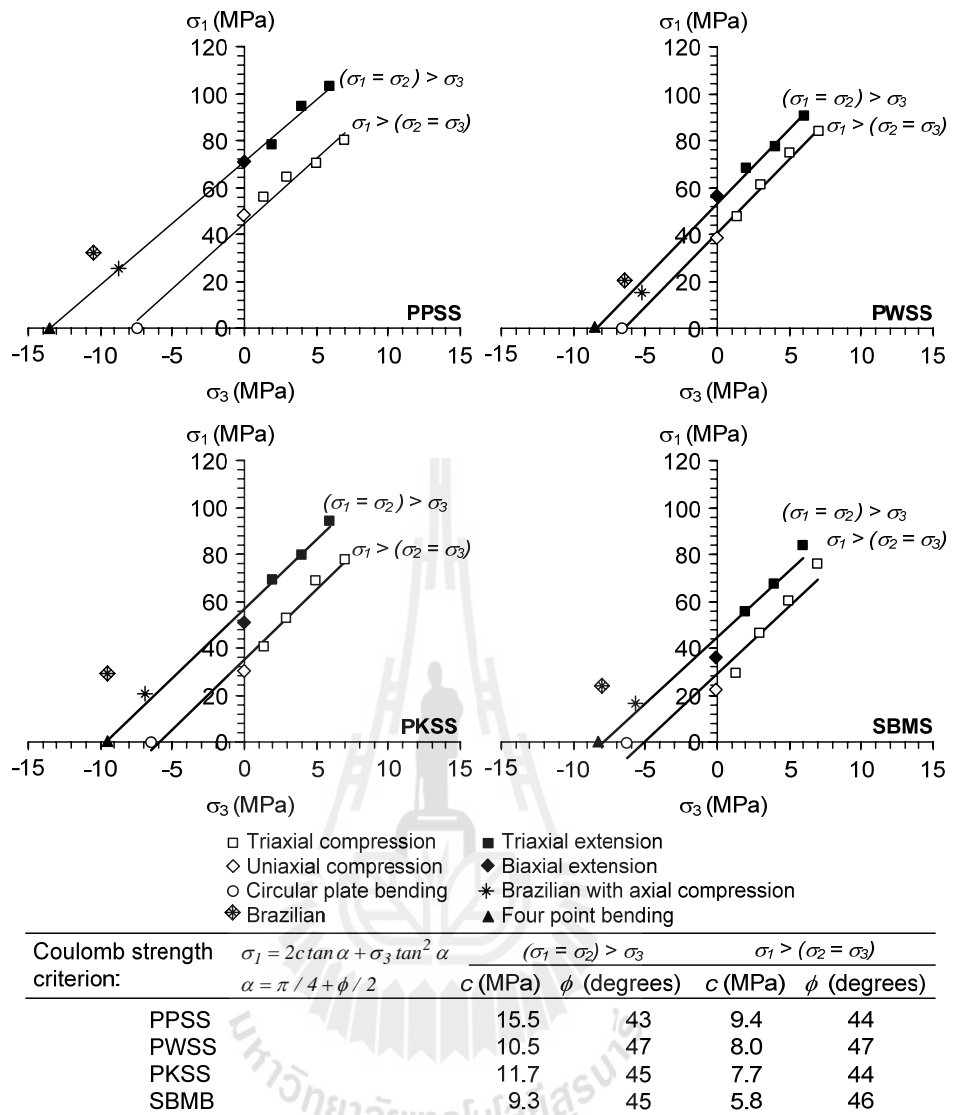 σ1 (MPa)
120
100
80
60
40
20
0
(σ1 = σ2) > σ3
σ1 > (σ2 = σ3)
PPSS
-15 -10 -5 0 5 10 15
σ3 (MPa)
σ1 (MPa)
120
100
80
60
40
20
0
(σ1 = σ2) > σ3
σ1 > (σ2 = σ3)
PWSS
-15 -10 -5 0 5 10 15
σ3 (MPa)
σ1 (MPa)
120
100
80
60
40
20
0
(σ1 = σ2) > σ3
σ1 > (σ2 = σ3)
PKSS
-15 -10 -5 0 5 10 15
σ3 (MPa)
σ1 (MPa)
120
100
80
60
40
20
0
(σ1 = σ2) > σ3
σ1 > (σ2 = σ3)
SBMS
-15 -10 -5 0 5 10 15
σ3 (MPa)
Triaxial compression
Triaxial extension
Uniaxial compression
Biaxial extension
Circular plate bending
Brazilian with axial compression
Brazilian
Four point bending
Coulomb strength criterion:
σ1 = 2c tan α + σ3 tan² α
α = π / 4 + φ / 2
(σ1 = σ2) > σ3 σ1 > (σ2 = σ3)
c (MPa) φ (degrees) c (MPa) φ (degrees)
PPSS 15.5 43 9.4 44
PWSS 10.5 47 8.0 47
PKSS 11.7 45 7.7 44
SBMB 9.3 45 5.8 46